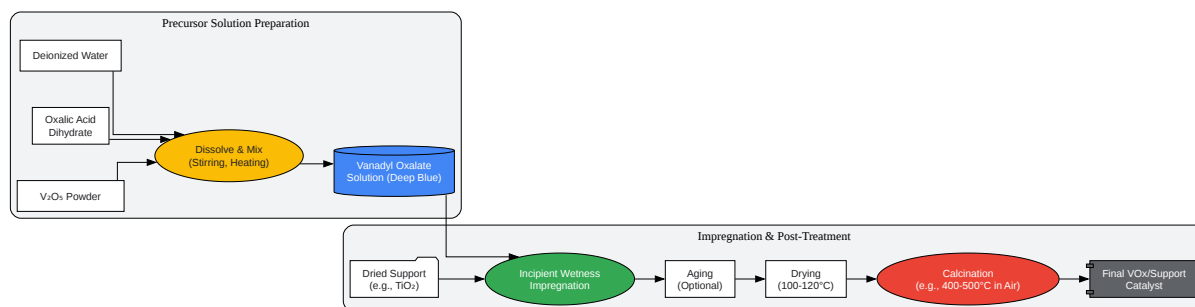 Precursor Solution Preparation
Deionized Water
Oxalic Acid
Dihydrate
V₂O₅ Powder
Dissolve & Mix
(Stirring, Heating)
Vanadyl Oxalate
Solution (Deep Blue)
Impregnation & Post-Treatment
Dried Support
(e.g., TiO₂)
Incipient Wetness
Impregnation
Aging
(Optional)
Drying
(100-120°C)
Calcination
(e.g., 400-500°C in Air)
Final VOx/Support
Catalyst